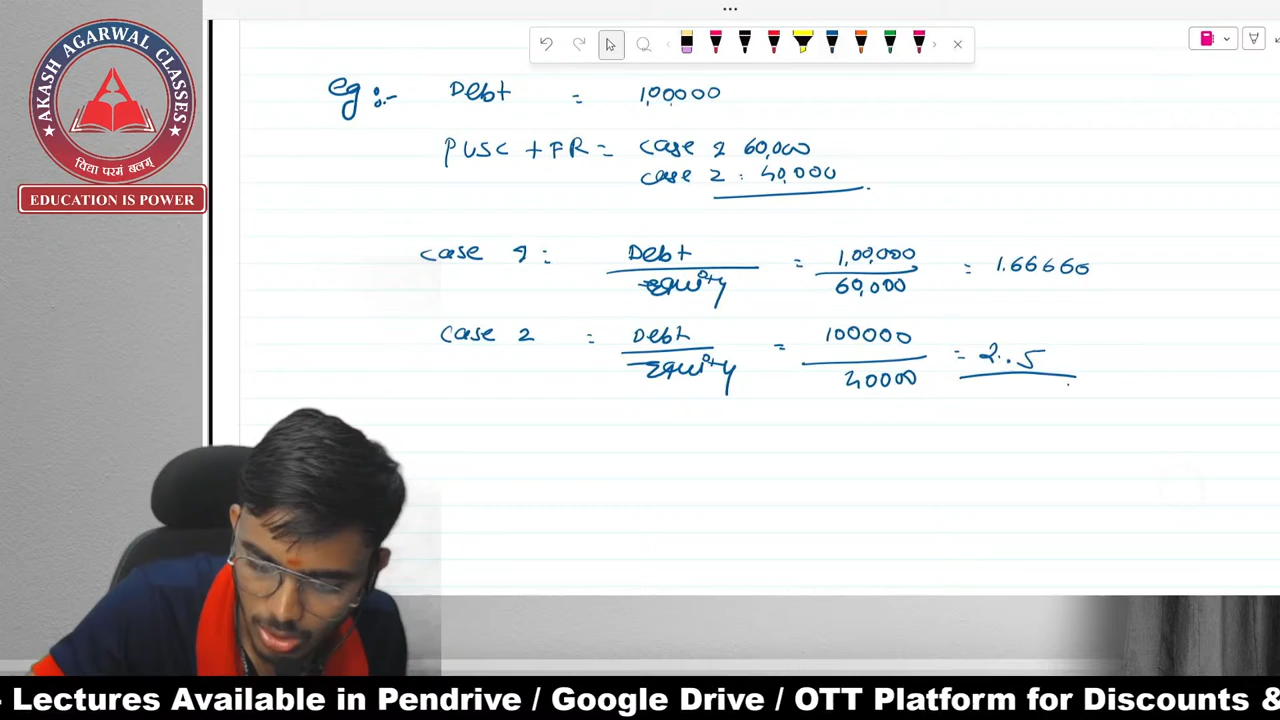 AKASH AGARWAL CLASSES
विद्या परमं बलम्
EDUCATION IS POWER
eg :- Debt = 1,00,000
PUSC + FR = case 1 60,000
case 2 : 40,000
case 1 : Debt / Equity = 1,00,000 / 60,000 = 1.66666
case 2 = Debt / Equity = 100000 / 40000 = 2.5
- Lectures Available in Pendrive / Google Drive / OTT Platform for Discounts &